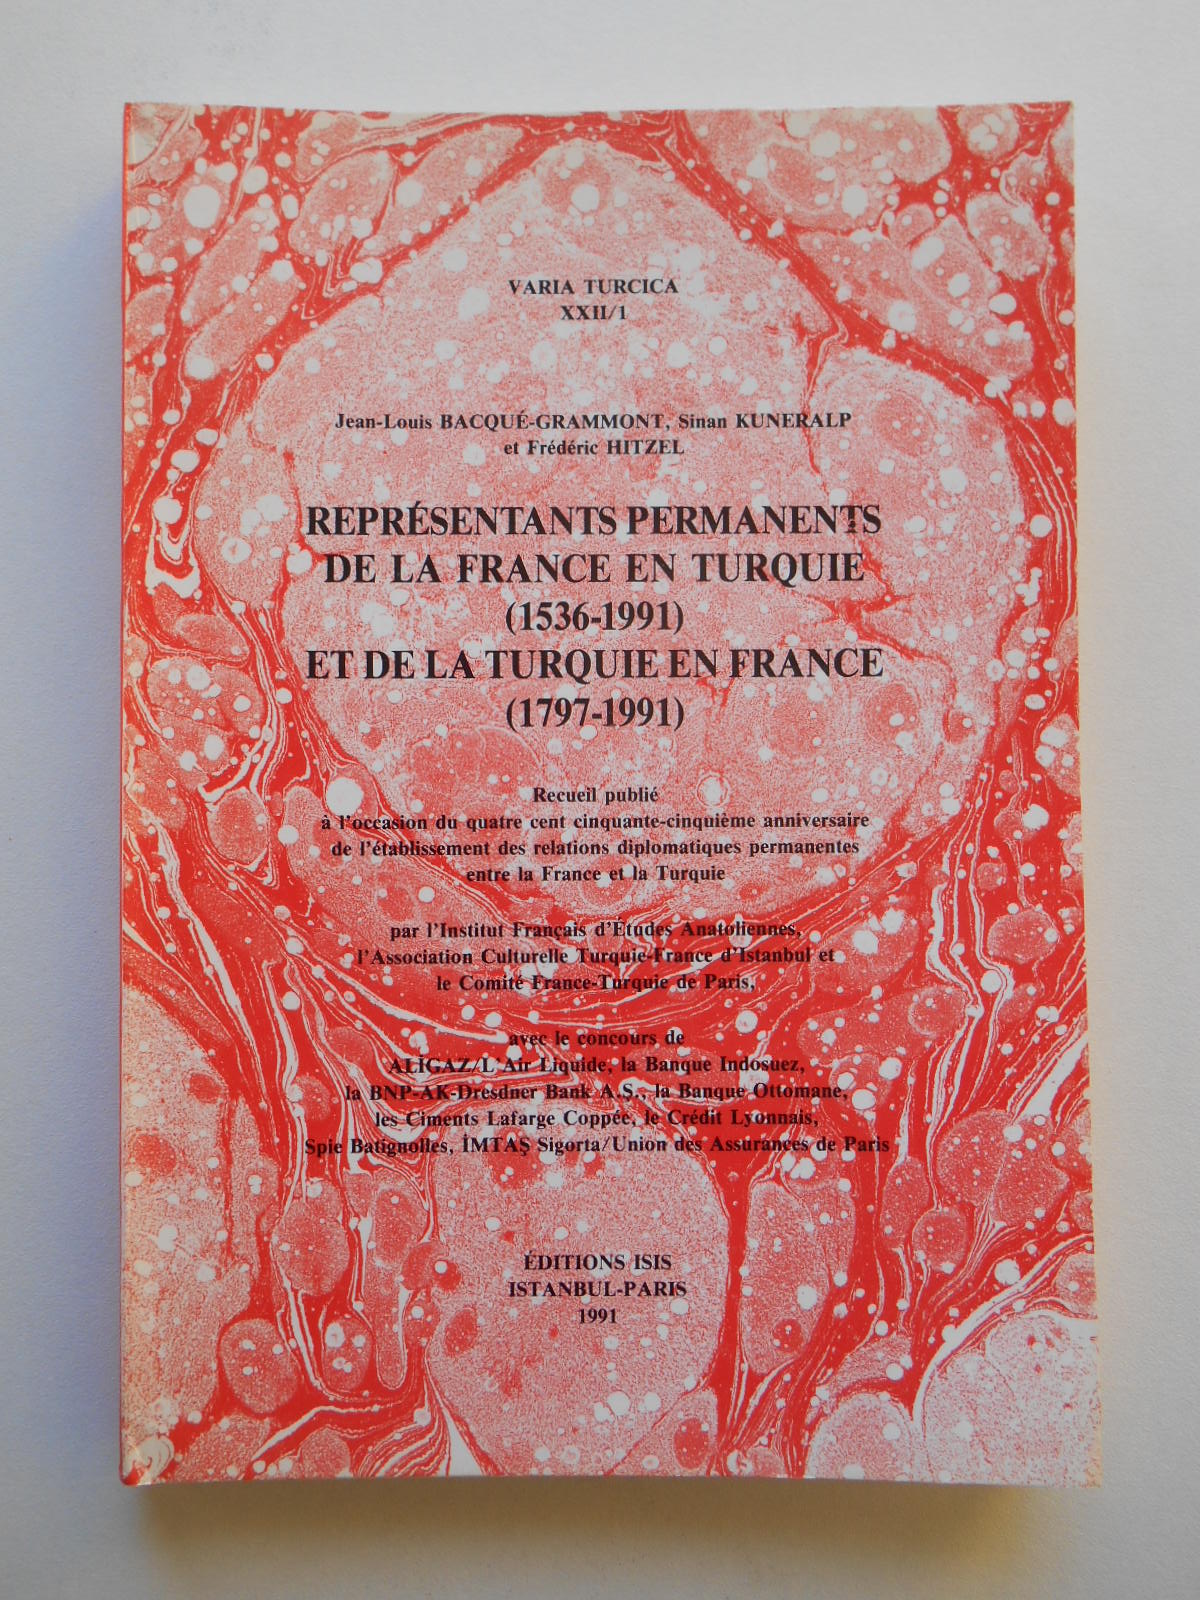 VARIA TURCICA
XXII/1
Jean-Louis BACQUÉ-GRAMMONT, Sinan KUNERALP
et Frédéric HITZEL
REPRÉSENTANTS PERMANENTS
DE LA FRANCE EN TURQUIE
(1536-1991)
ET DE LA TURQUIE EN FRANCE
(1797-1991)
Recueil publié
à l'occasion du quatre cent cinquante-cinquième anniversaire
de l'établissement des relations diplomatiques permanentes
entre la France et la Turquie
par l'Institut Français d'Études Anatoliennes,
l'Association Culturelle Turquie-France d'Istanbul et
le Comité France-Turquie de Paris,
avec le concours de
ALİGAZ/L'Air Liquide, la Banque Indosuez,
la BNP-AK-Dresdner Bank A.Ş., la Banque Ottomane,
les Ciments Lafarge Coppée, le Crédit Lyonnais,
Spie Batignolles, İMTAŞ Sigorta/Union des Assurances de Paris
ÉDITIONS ISIS
ISTANBUL-PARIS
1991